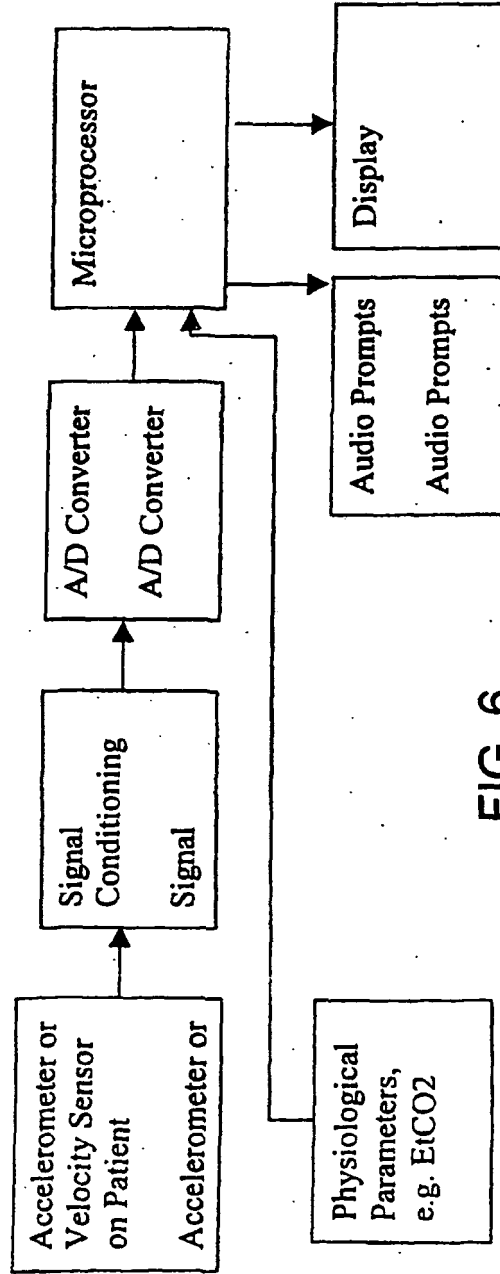 Accelerometer or
Velocity Sensor
on Patient
Accelerometer or
Signal
Conditioning
Signal
A/D Converter
A/D Converter
Microprocessor
Physiological
Parameters,
e.g. EtCO2
Audio Prompts
Audio Prompts
Display
FIG. 6